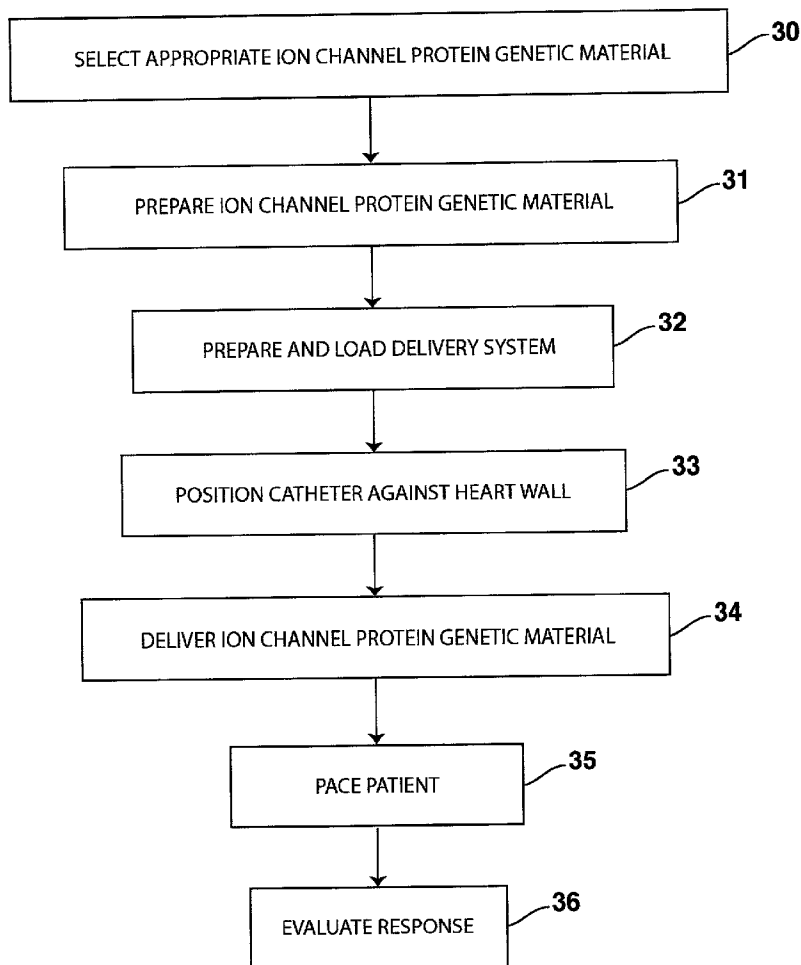 SELECT APPROPRIATE ION CHANNEL PROTEIN GENETIC MATERIAL
30
PREPARE ION CHANNEL PROTEIN GENETIC MATERIAL
31
PREPARE AND LOAD DELIVERY SYSTEM
32
POSITION CATHETER AGAINST HEART WALL
33
DELIVER ION CHANNEL PROTEIN GENETIC MATERIAL
34
PACE PATIENT
35
EVALUATE RESPONSE
36